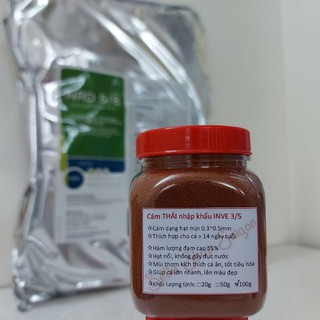 NRD 3/5
Cám THÁI nhập khẩu INVE 3/5
☆Cám dạng hạt mịn 0.3~0.5mm
☆Thích hợp cho cá > 14 ngày tuổi
☆Hàm lượng đạm cao 55%
☆Hạt nổi, không gây đục nước
☆Mùi thơm kích thích cá ăn, tốt tiêu hóa
☆Giúp cá lớn nhanh, lên màu đẹp
☆Khối lượng tịnh: □20g □50g ☑100g